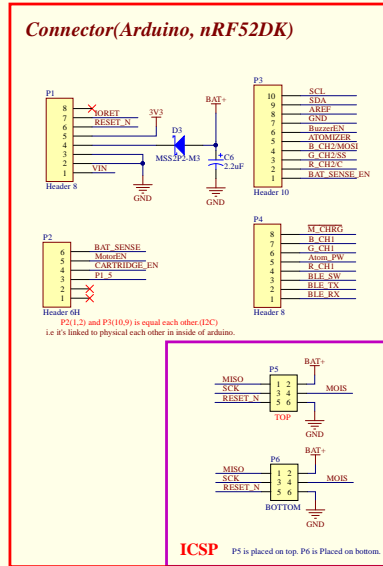 Connector(Arduino, nRF52DK)
P1
8
7
6
5
4
3
2
1
IORET
RESET_N
VIN
Header 8
3V3
D3
MSS2P2-M3
BAT+
C6
2.2uF
GND
GND
P3
10
9
8
7
6
5
4
3
2
1
SCL
SDA
AREF
GND
BuzzerEN
ATOMIZER
B_CH2/MOSI
G_CH2/SS
R_CH2/C
BAT_SENSE_EN
Header 10
P2
6
5
4
3
2
1
BAT_SENSE
MotorEN
CARTRIDGE_EN
P1_5
Header 6H
P4
8
7
6
5
4
3
2
1
M_CHRG
B_CH1
G_CH1
Atom_PW
R_CH1
BLE_SW
BLE_TX
BLE_RX
Header 8
P2(1,2) and P3(10,9) is equal each other.(I2C)
i.e it's linked to physical each other in inside of arduino.
BAT+
P5
MISO
SCK
RESET_N
1 2
3 4
5 6
MOIS
TOP
GND
BAT+
P6
MISO
SCK
RESET_N
1 2
3 4
5 6
MOIS
BOTTOM
GND
ICSP P5 is placed on top. P6 is Placed on bottom.